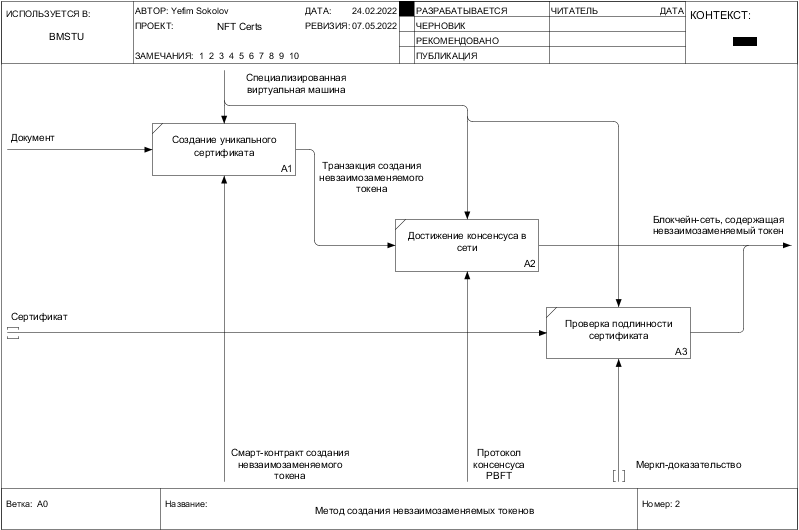 ИСПОЛЬЗУЕТСЯ В:
BMSTU
АВТОР: Yefim Sokolov
ДАТА: 24.02.2022
ПРОЕКТ: NFT Certs
РЕВИЗИЯ: 07.05.2022
ЗАМЕЧАНИЯ: 1 2 3 4 5 6 7 8 9 10
РАЗРАБАТЫВАЕТСЯ
ЧЕРНОВИК
РЕКОМЕНДОВАНО
ПУБЛИКАЦИЯ
ЧИТАТЕЛЬ
ДАТА
КОНТЕКСТ:
Специализированная
виртуальная машина
Документ
Создание уникального
сертификата
A1
Транзакция создания
невзаимозаменяемого
токена
Достижение консенсуса в
сети
A2
Блокчейн-сеть, содержащая
невзаимозаменяемый токен
Сертификат
Проверка подлинности
сертификата
A3
Смарт-контракт создания
невзаимозаменяемого
токена
Протокол
консенсуса
PBFT
Меркл-доказательство
Ветка: A0
Название:
Метод создания невзаимозаменяемых токенов
Номер: 2